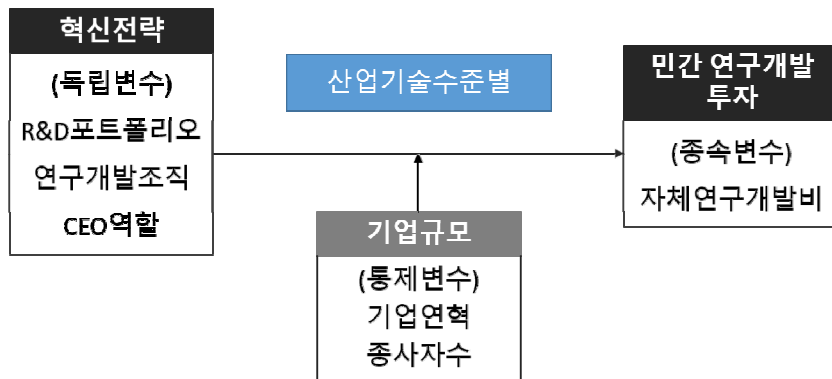 혁신전략
(독립변수)
R&D포트폴리오
연구개발조직
CEO역할
산업기술수준별
민간 연구개발
투자
(종속변수)
자체연구개발비
기업규모
(통제변수)
기업연혁
종사자수